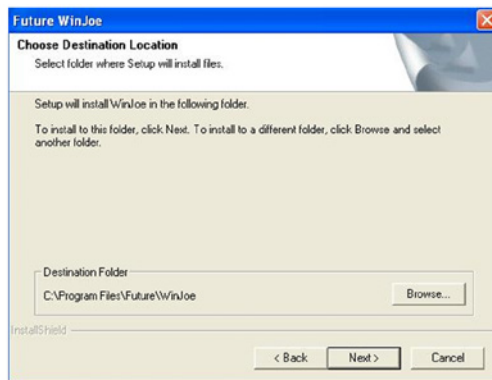 Future WinJoe
Choose Destination Location
Select folder where Setup will install files.
Setup will install WinJoe in the following folder.
To install to this folder, click Next. To install to a different folder, click Browse and select
another folder.
Destination Folder
C:\Program Files\Future\WinJoe
Browse...
InstallShield
< Back
Next >
Cancel